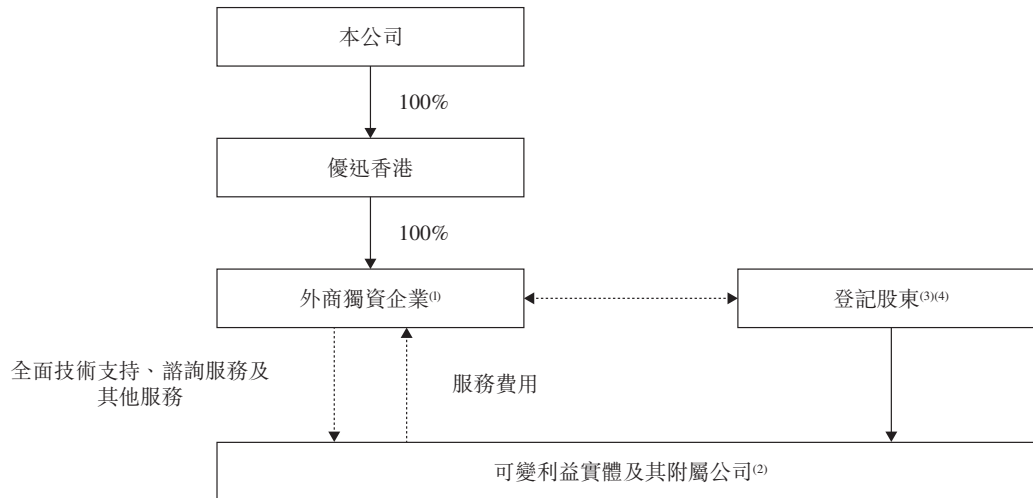 本公司
100%
優迅香港
100%
外商獨資企業(1)
登記股東(3)(4)
全面技術支持、諮詢服務及
其他服務
服務費用
可變利益實體及其附屬公司(2)